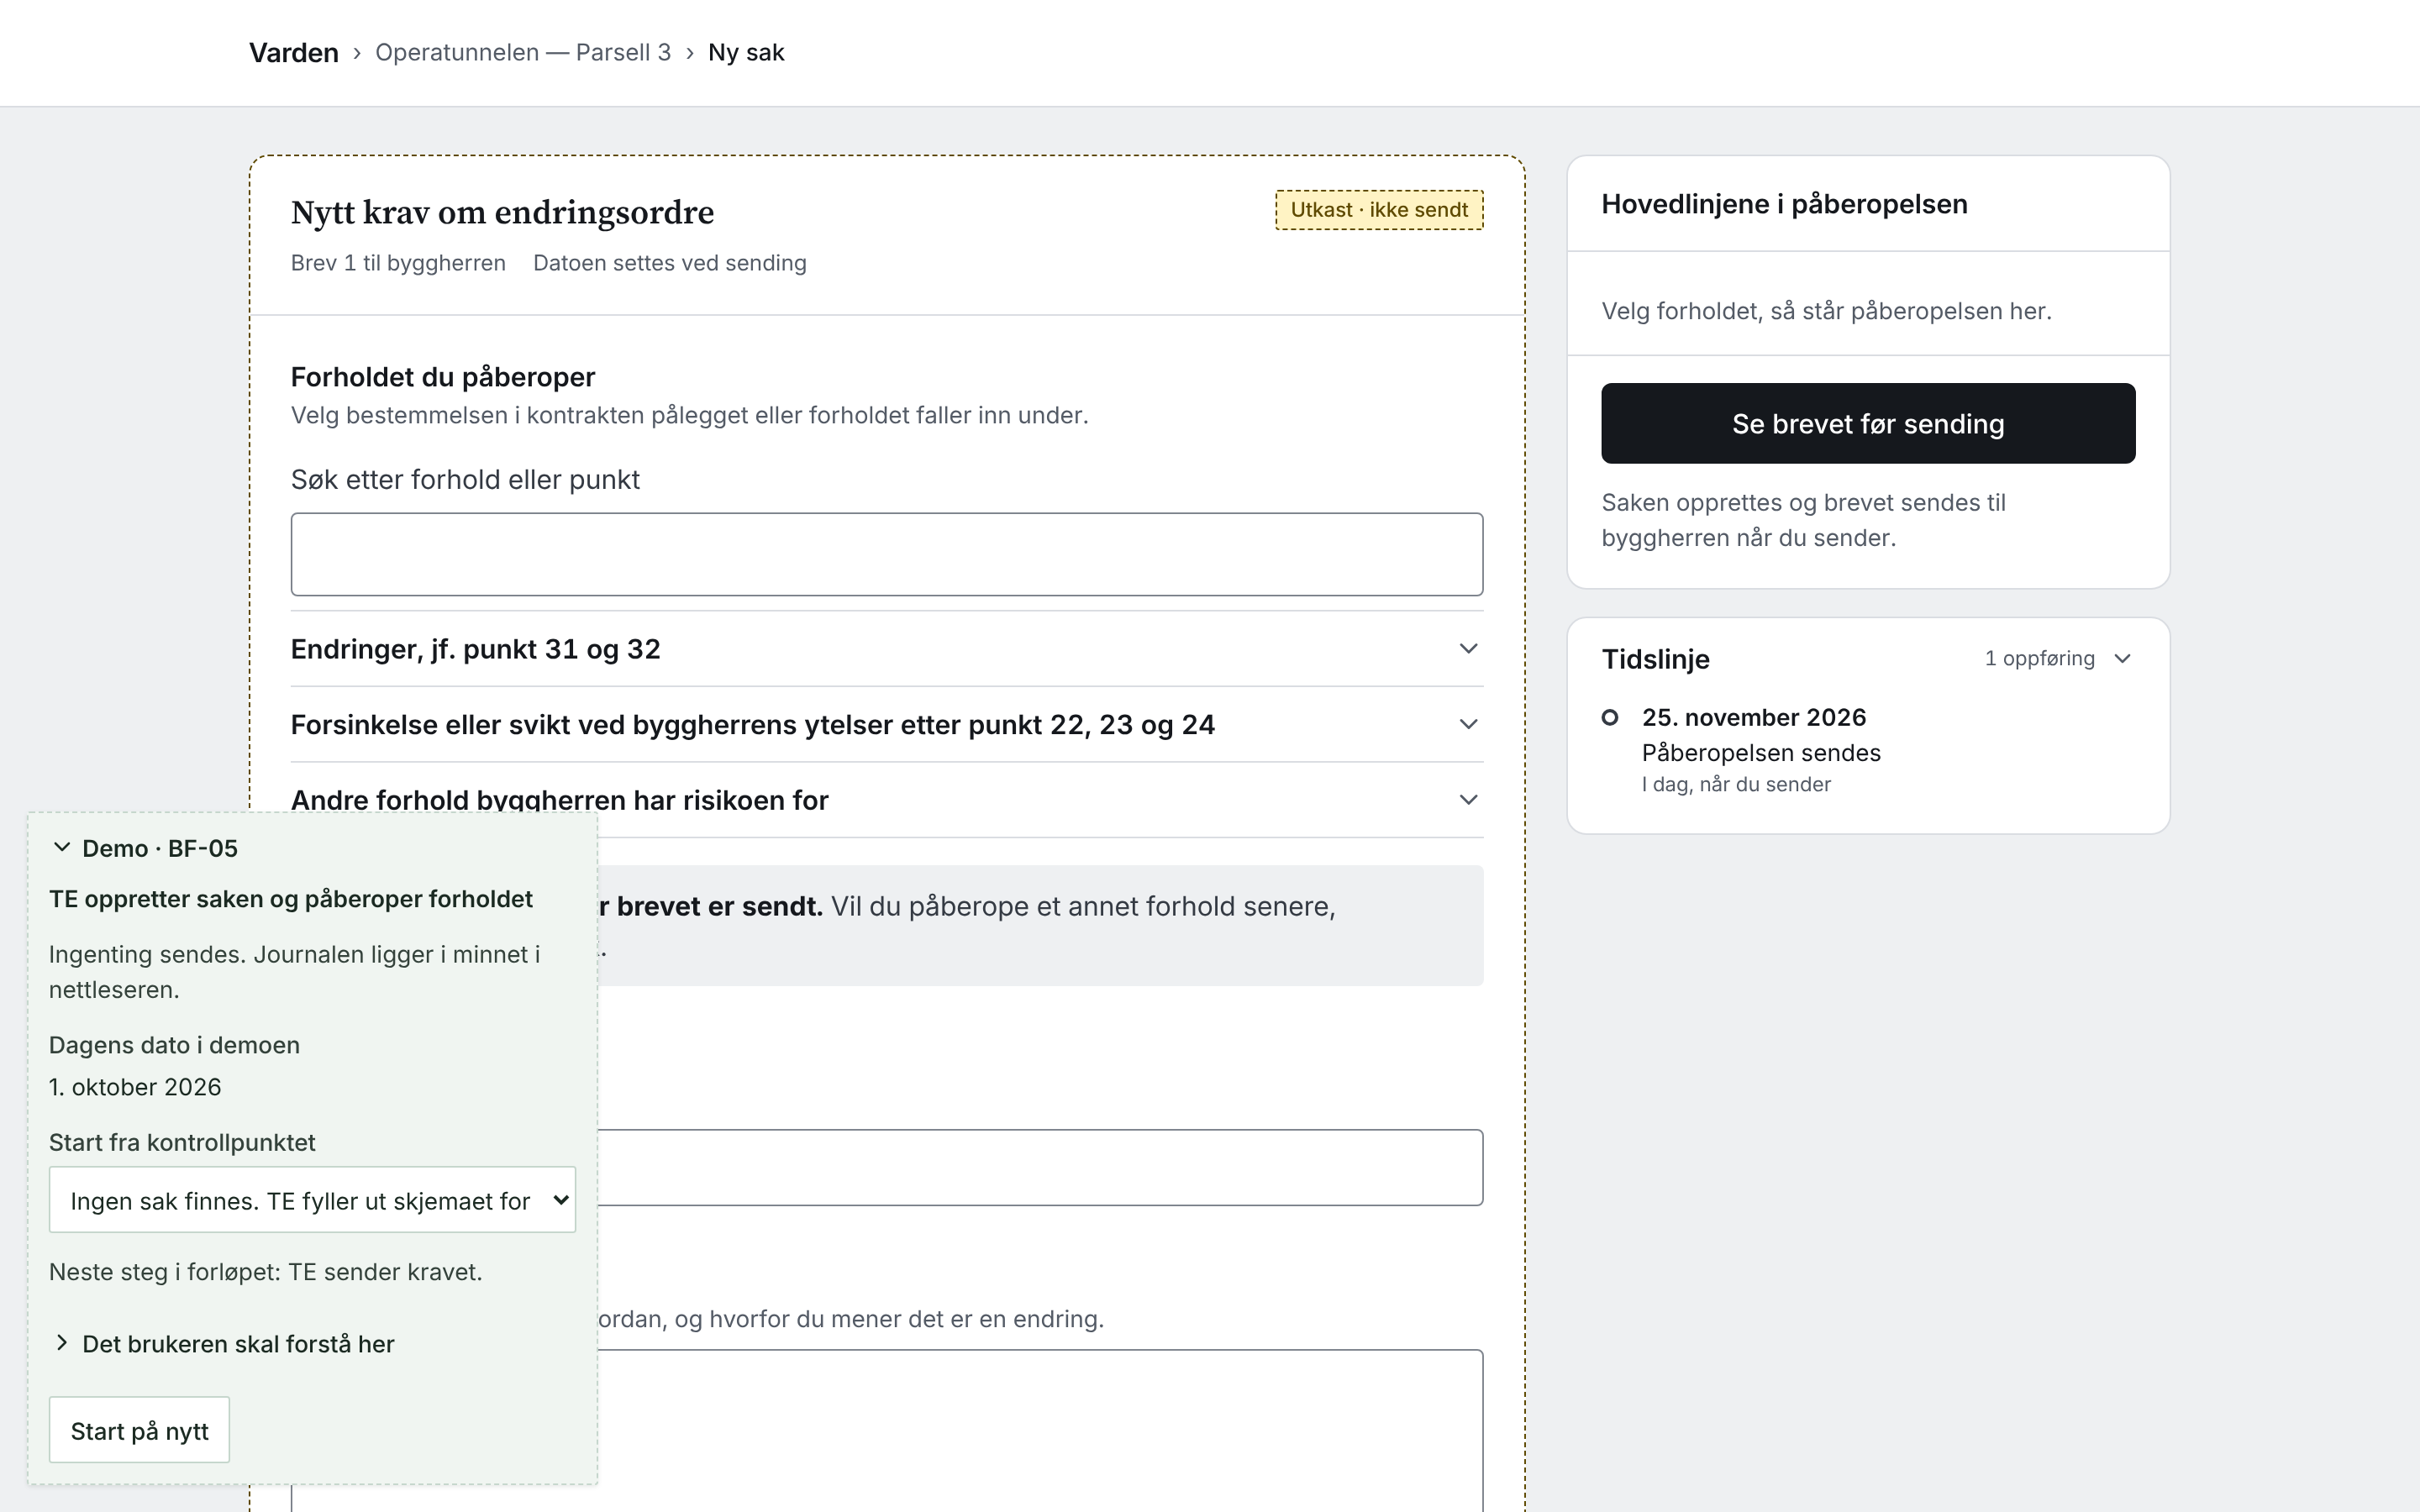 Varden › Operatunnelen — Parsell 3 › Ny sak
Nytt krav om endringsordre
Utkast · ikke sendt
Brev 1 til byggherren Datoen settes ved sending
Forholdet du påberoper
Velg bestemmelsen i kontrakten pålegget eller forholdet faller inn under.
Søk etter forhold eller punkt
Endringer, jf. punkt 31 og 32
Forsinkelse eller svikt ved byggherrens ytelser etter punkt 22, 23 og 24
Andre forhold byggherren har risikoen for
brevet er sendt. Vil du påberope et annet forhold senere,
og hvorfor du mener det er en endring.
Demo · BF-05
TE oppretter saken og påberoper forholdet
Ingenting sendes. Journalen ligger i minnet i
nettleseren.
Dagens dato i demoen
1. oktober 2026
Start fra kontrollpunktet
Ingen sak finnes. TE fyller ut skjemaet for
Neste steg i forløpet: TE sender kravet.
Det brukeren skal forstå her
Start på nytt
Hovedlinjene i påberopelsen
Velg forholdet, så står påberopelsen her.
Se brevet før sending
Saken opprettes og brevet sendes til
byggherren når du sender.
Tidslinje
1 oppføring
25. november 2026
Påberopelsen sendes
I dag, når du sender